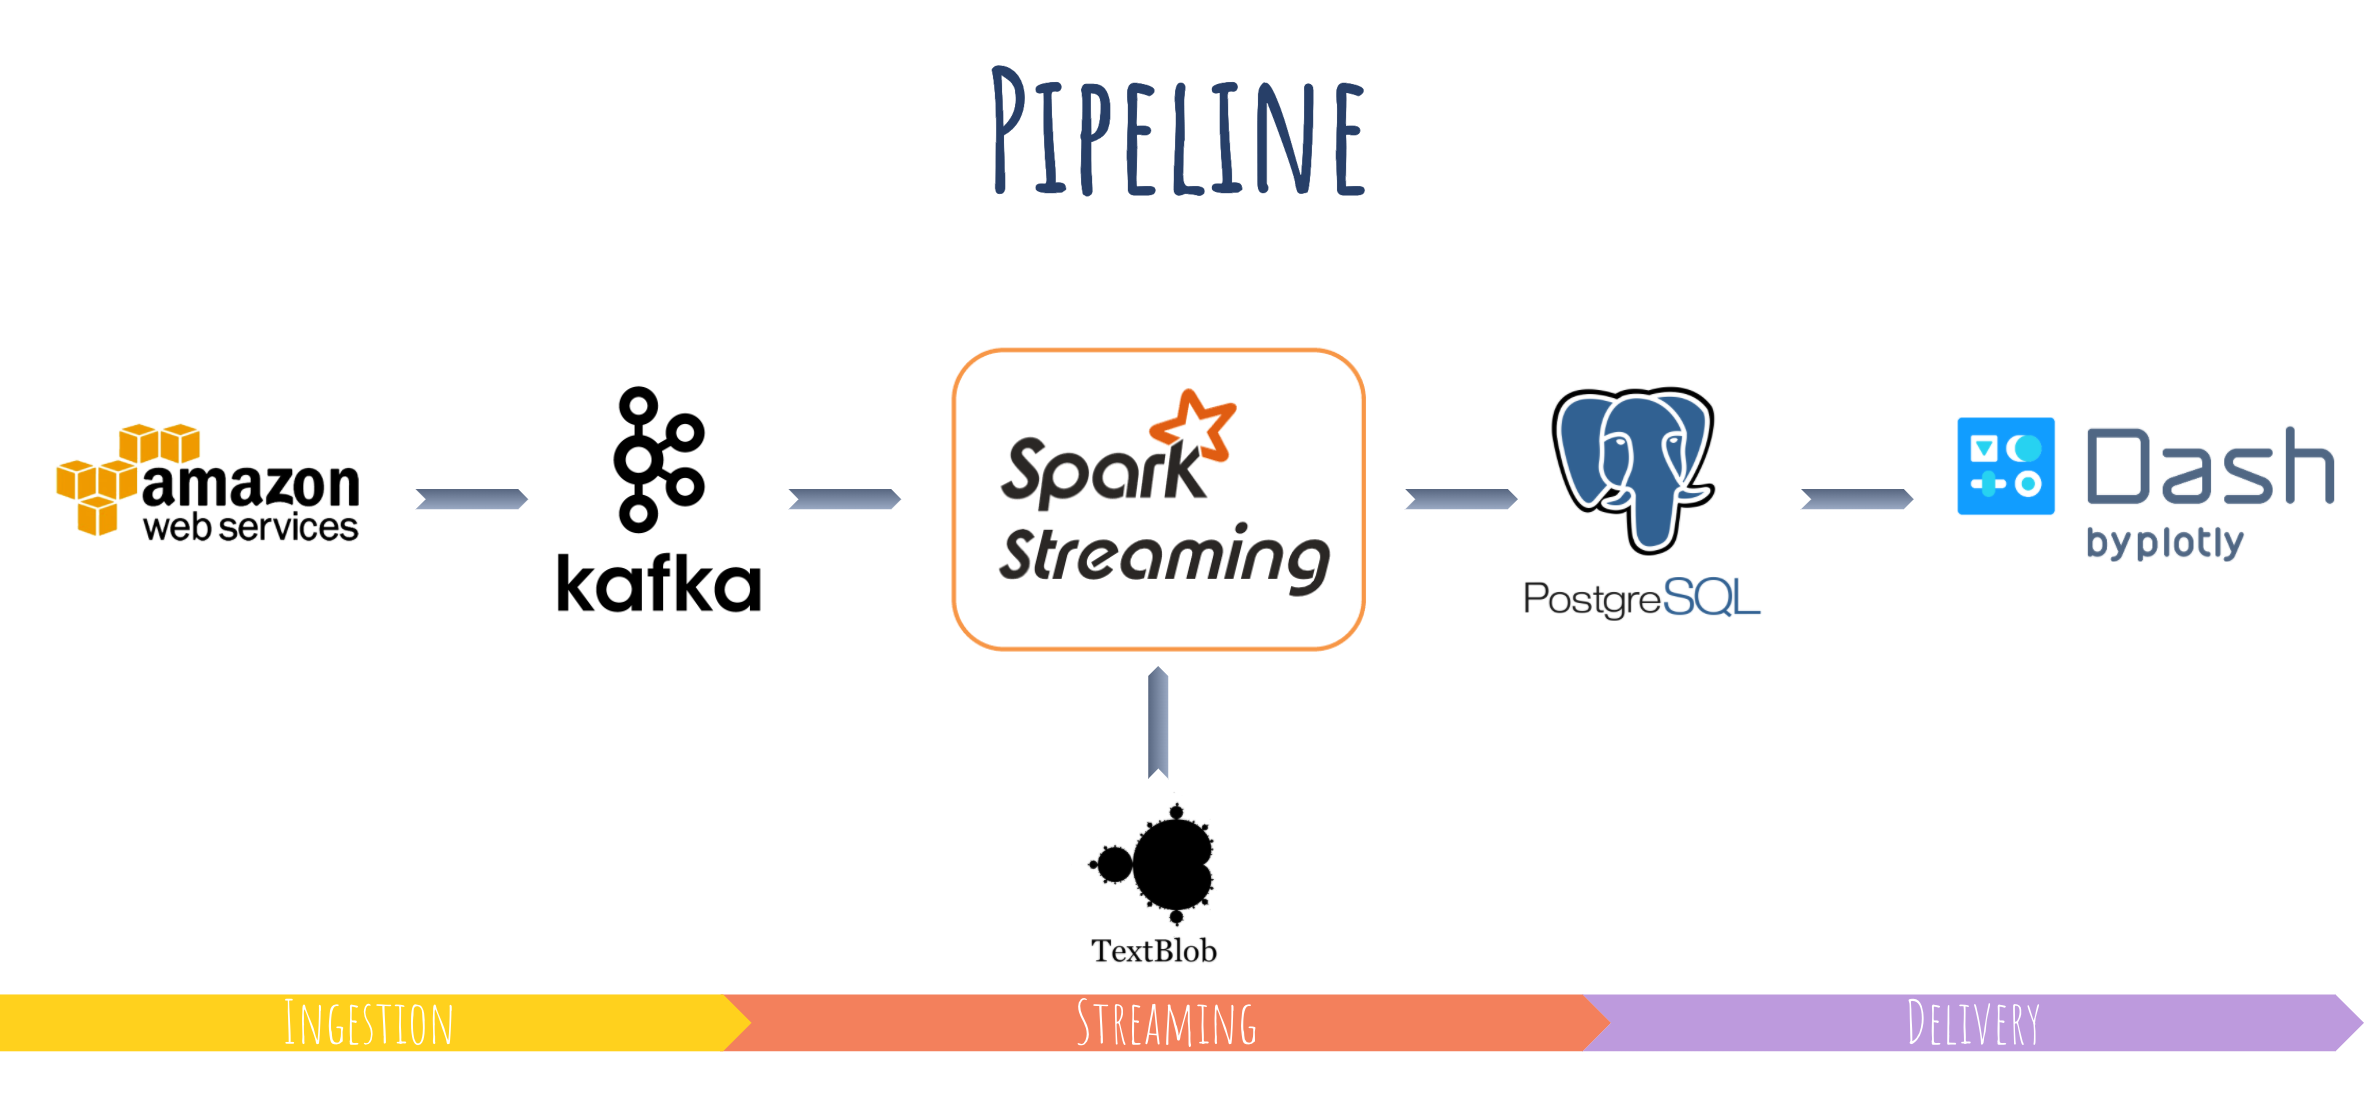 PIPELINE
amazon
web services
kafka
Spark
Streaming
PostgreSQL
Dash
by plotly
TextBlob
INGESTION
STREAMING
DELIVERY